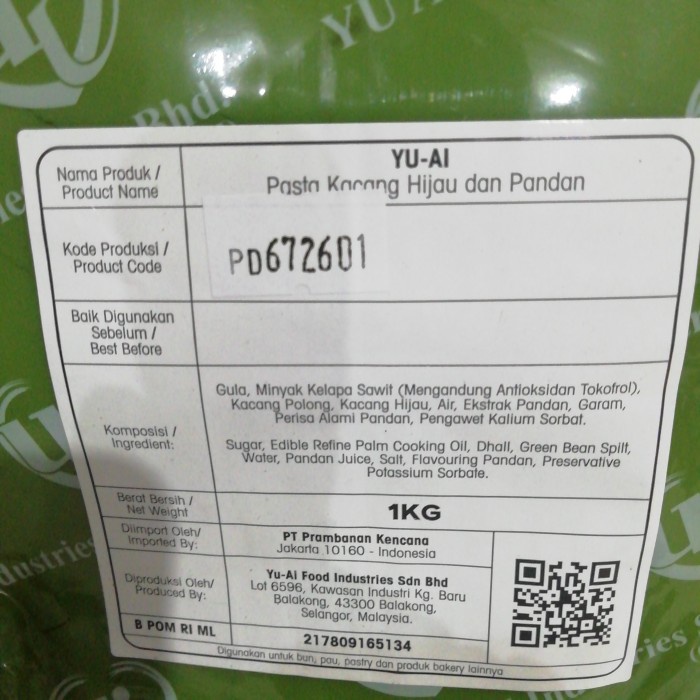 YU A
Bhd.
Nama Produk /
Product Name
YU-AI
Pasta Kacang Hijau dan Pandan
Kode Produksi /
Product Code
PD672601
Baik Digunakan
Sebelum /
Best Before
Komposisi /
Ingredient:
Gula, Minyak Kelapa Sawit (Mengandung Antioksidan Tokofrol),
Kacang Polong, Kacang Hijau, Air, Ekstrak Pandan, Garam,
Perisa Alami Pandan, Pengawet Kalium Sorbat.
Sugar, Edible Refine Palm Cooking Oil, Dhall, Green Bean Spilt,
Water, Pandan Juice, Salt, Flavouring Pandan, Preservative
Potassium Sorbate.
Berat Bersih /
Net Weight
1KG
Diimport Oleh/
Imported By:
PT Prambanan Kencana
Jakarta 10160 - Indonesia
Diproduksi Oleh/
Produced By:
Yu-Ai Food Industries Sdn Bhd
Lot 6596, Kawasan Industri Kg. Baru
Balakong, 43300 Balakong,
Selangor, Malaysia.
B POM RI ML
217809165134
Digunakan untuk bun, pau, pastry dan produk bakery lainnya